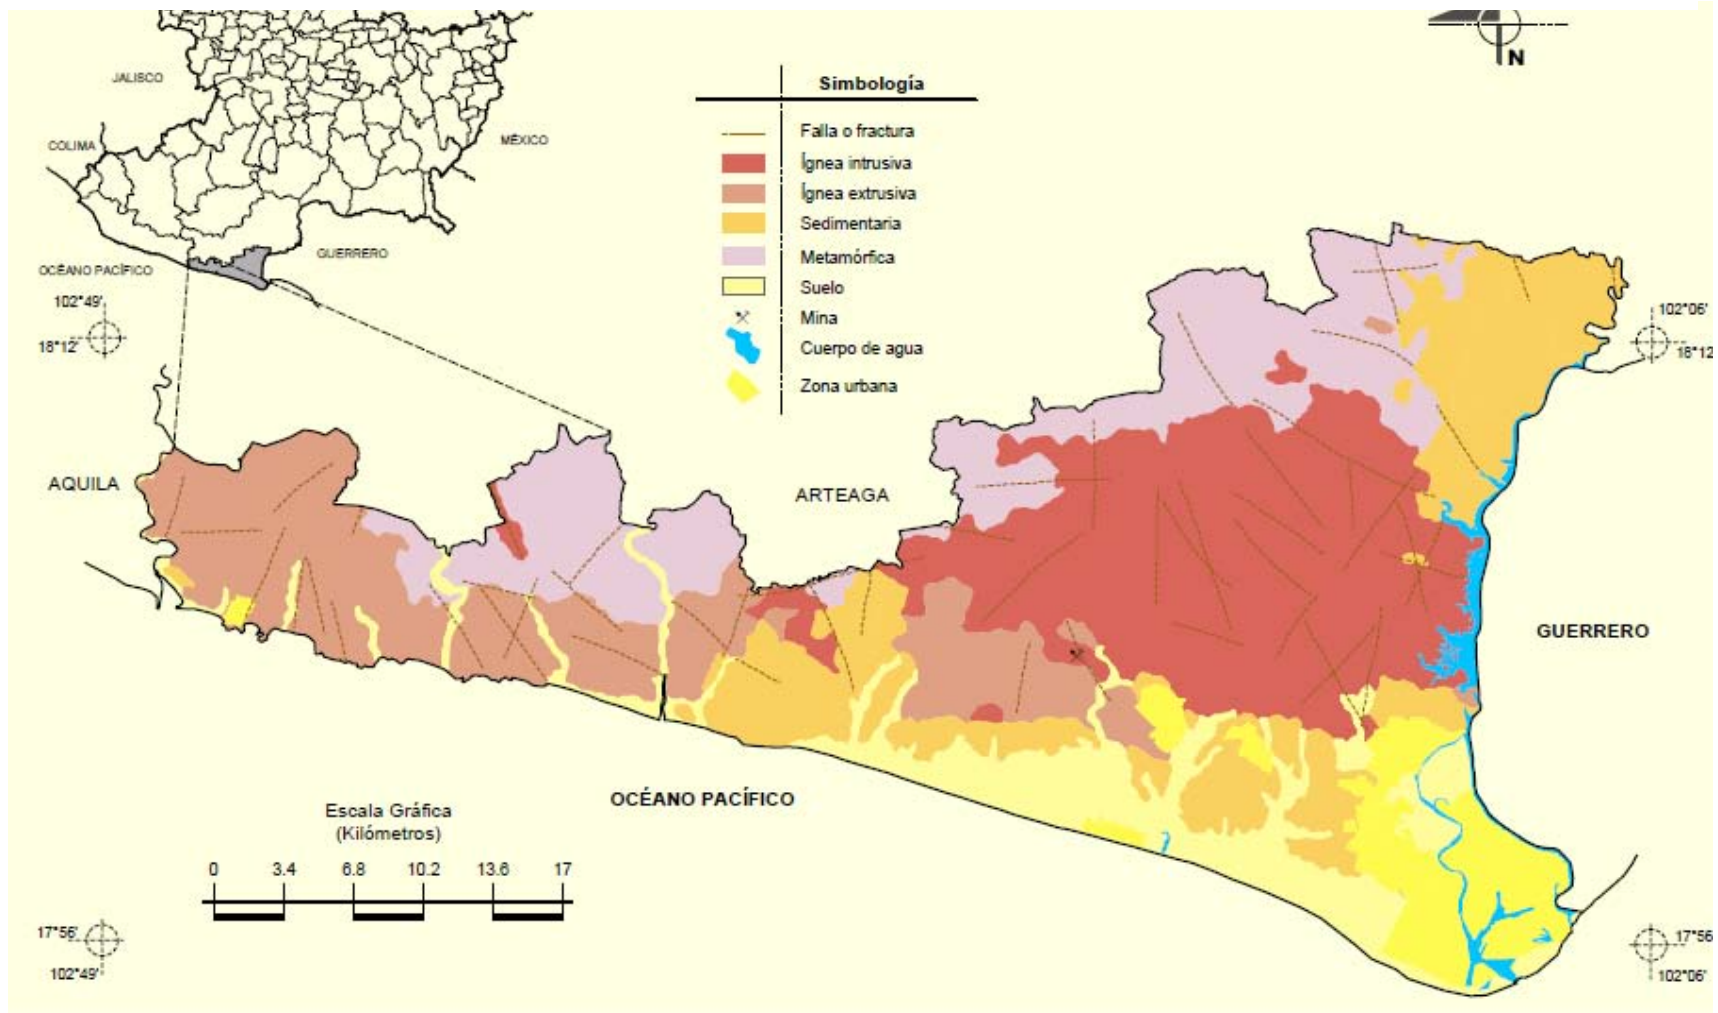 N
JALISCO
COLIMA
MÉXICO
GUERRERO
OCÉANO PACÍFICO
Simbología
Falla o fractura
Ígnea intrusiva
Ígnea extrusiva
Sedimentaria
Metamórfica
Suelo
Mina
Cuerpo de agua
Zona urbana
102°49'
18°12'
102°06'
18°12
AQUILA
ARTEAGA
GUERRERO
OCÉANO PACÍFICO
Escala Gráfica
(Kilómetros)
0 3.4 6.8 10.2 13.6 17
17°56'
102°49'
17°56
102°06'